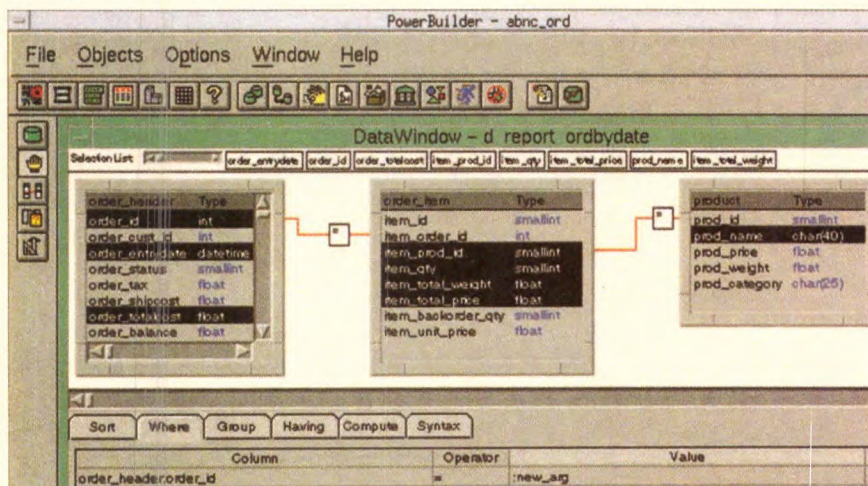 PowerBuilder - abnc_ord
File Objects Options Window Help
DataWindow - d_report_ordbydate
Selection List: order_entrydate order_id order_totalcost item_prod_id item_qty item_total_price prod_name item_total_weight
order_header Type
order_id int
order_cust_id int
order_entrydate datetime
order_status smallint
order_tax float
order_shipcost float
order_totalcost float
order_balance float
order_item Type
item_id smallint
item_order_id int
item_prod_id smallint
item_qty smallint
item_total_weight float
item_total_price float
item_backorder_qty smallint
item_unit_price float
product Type
prod_id smallint
prod_name char(40)
prod_price float
prod_weight float
prod_category char(25)
Sort Where Group Having Compute Syntax
Column Operator Value
order_header.order_id = :new_arg